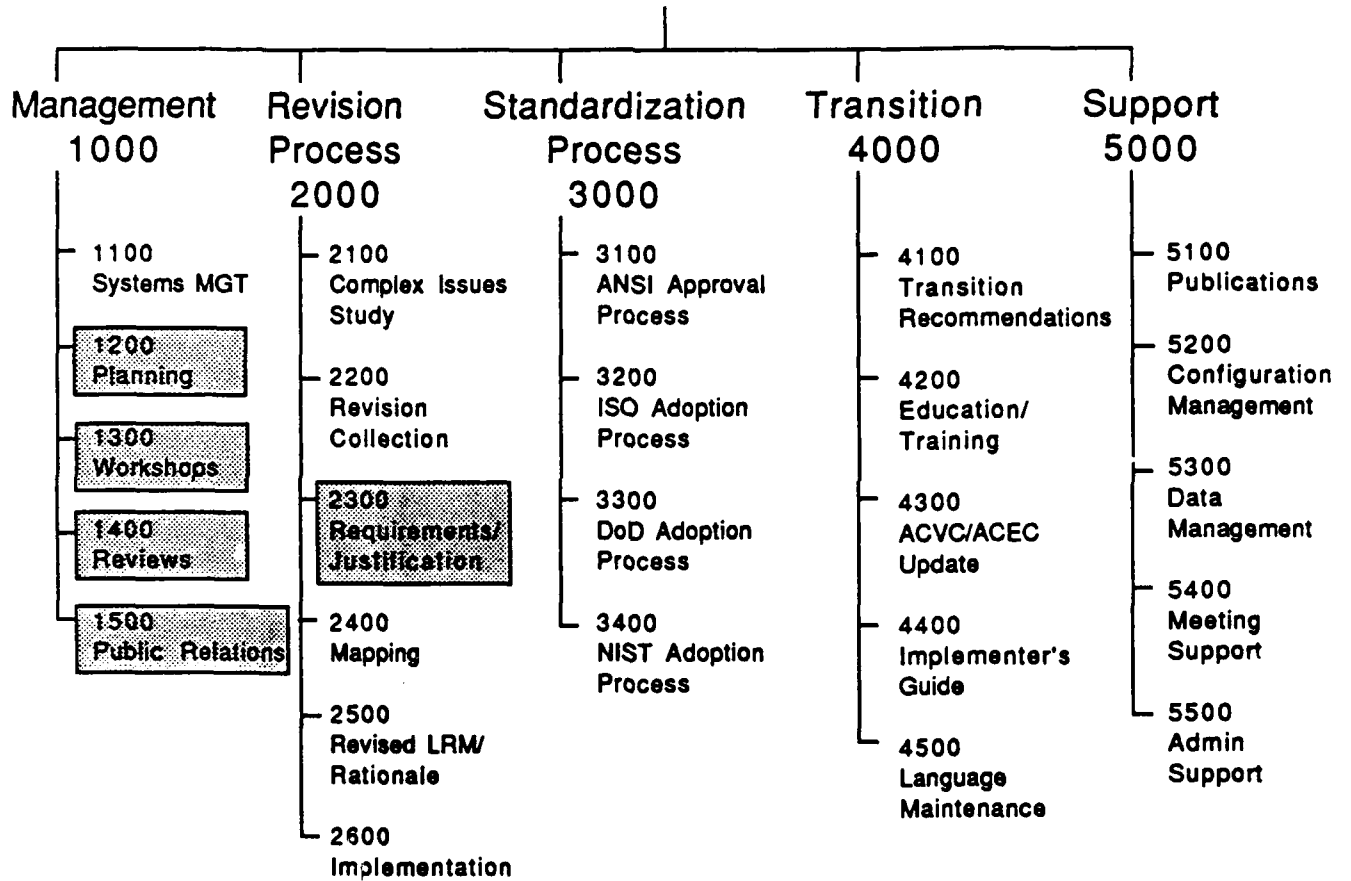 Management
1000
1100
Systems MGT
1200
Planning
1300
Workshops
1400
Reviews
1500
Public Relations
Revision
Process
2000
2100
Complex Issues
Study
2200
Revision
Collection
2300
Requirements/
Justification
2400
Mapping
2500
Revised LRM/
Rationale
2600
Implementation
Standardization
Process
3000
3100
ANSI Approval
Process
3200
ISO Adoption
Process
3300
DoD Adoption
Process
3400
NIST Adoption
Process
Transition
4000
4100
Transition
Recommendations
4200
Education/
Training
4300
ACVC/ACEC
Update
4400
Implementer's
Guide
4500
Language
Maintenance
Support
5000
5100
Publications
5200
Configuration
Management
5300
Data
Management
5400
Meeting
Support
5500
Admin
Support